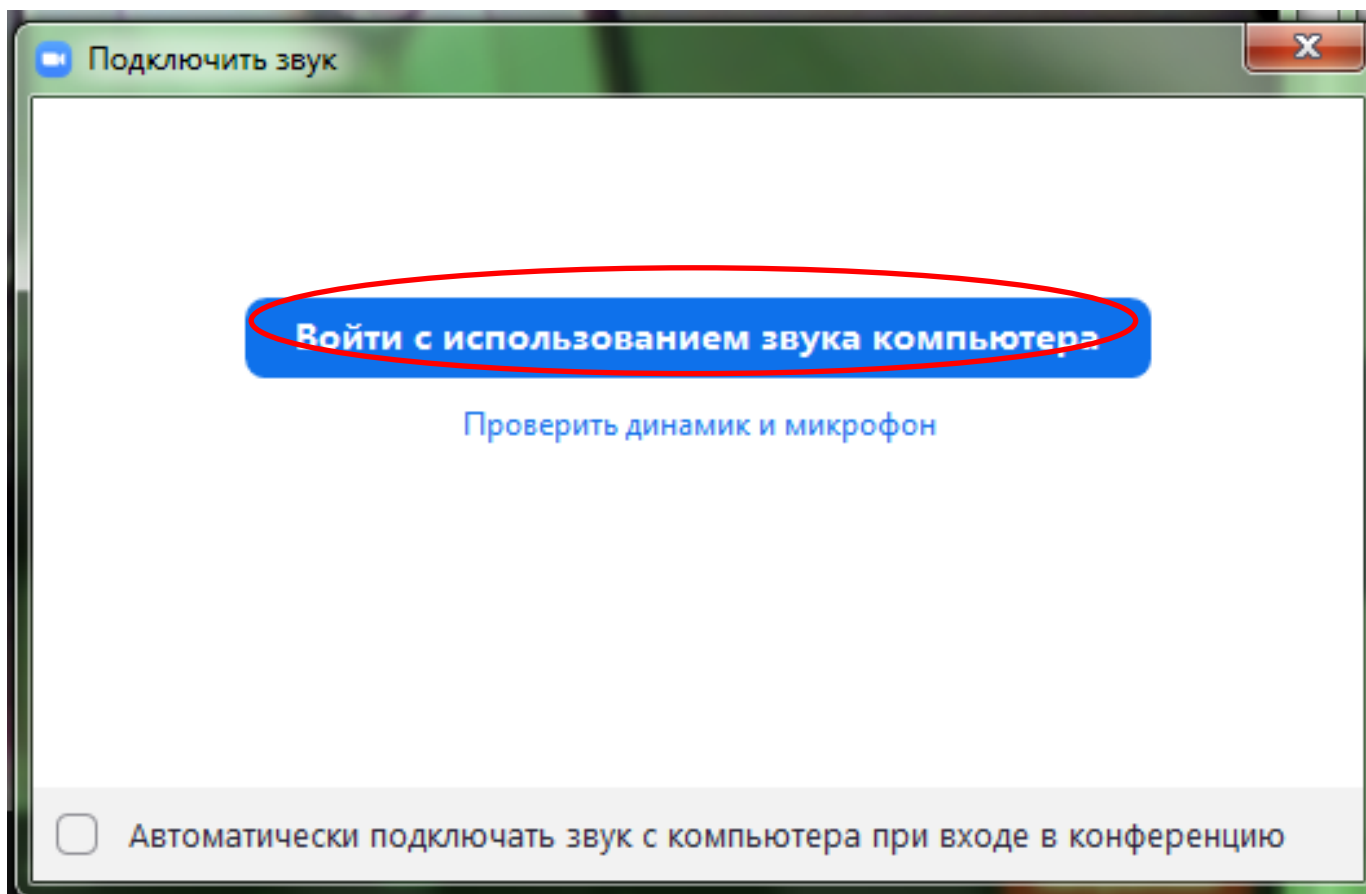 Подключить звук
Войти с использованием звука компьютера
Проверить динамик и микрофон
Автоматически подключать звук с компьютера при входе в конференцию